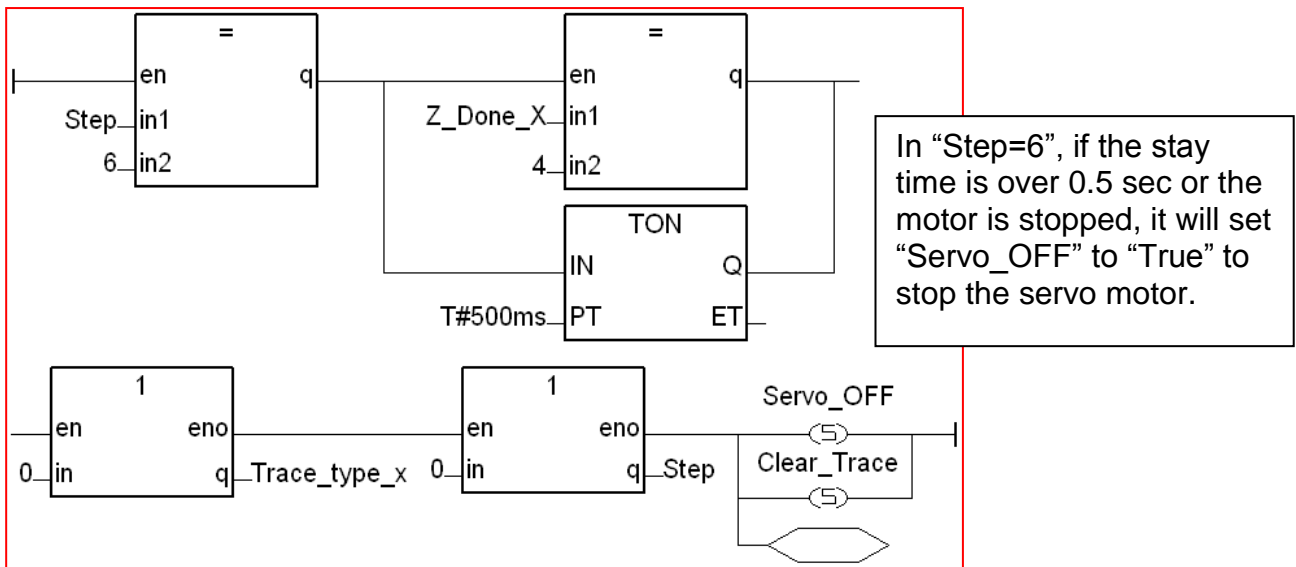 = =
en q en q
Step in1 Z_Done_X in1
6 in2 4 in2
TON
IN Q
T#500ms PT ET
In “Step=6”, if the stay
time is over 0.5 sec or the
motor is stopped, it will set
“Servo_OFF” to “True” to
stop the servo motor.
1 1 Servo_OFF
en eno en eno S
0 in q Trace_type_x 0 in q Step Clear_Trace
S